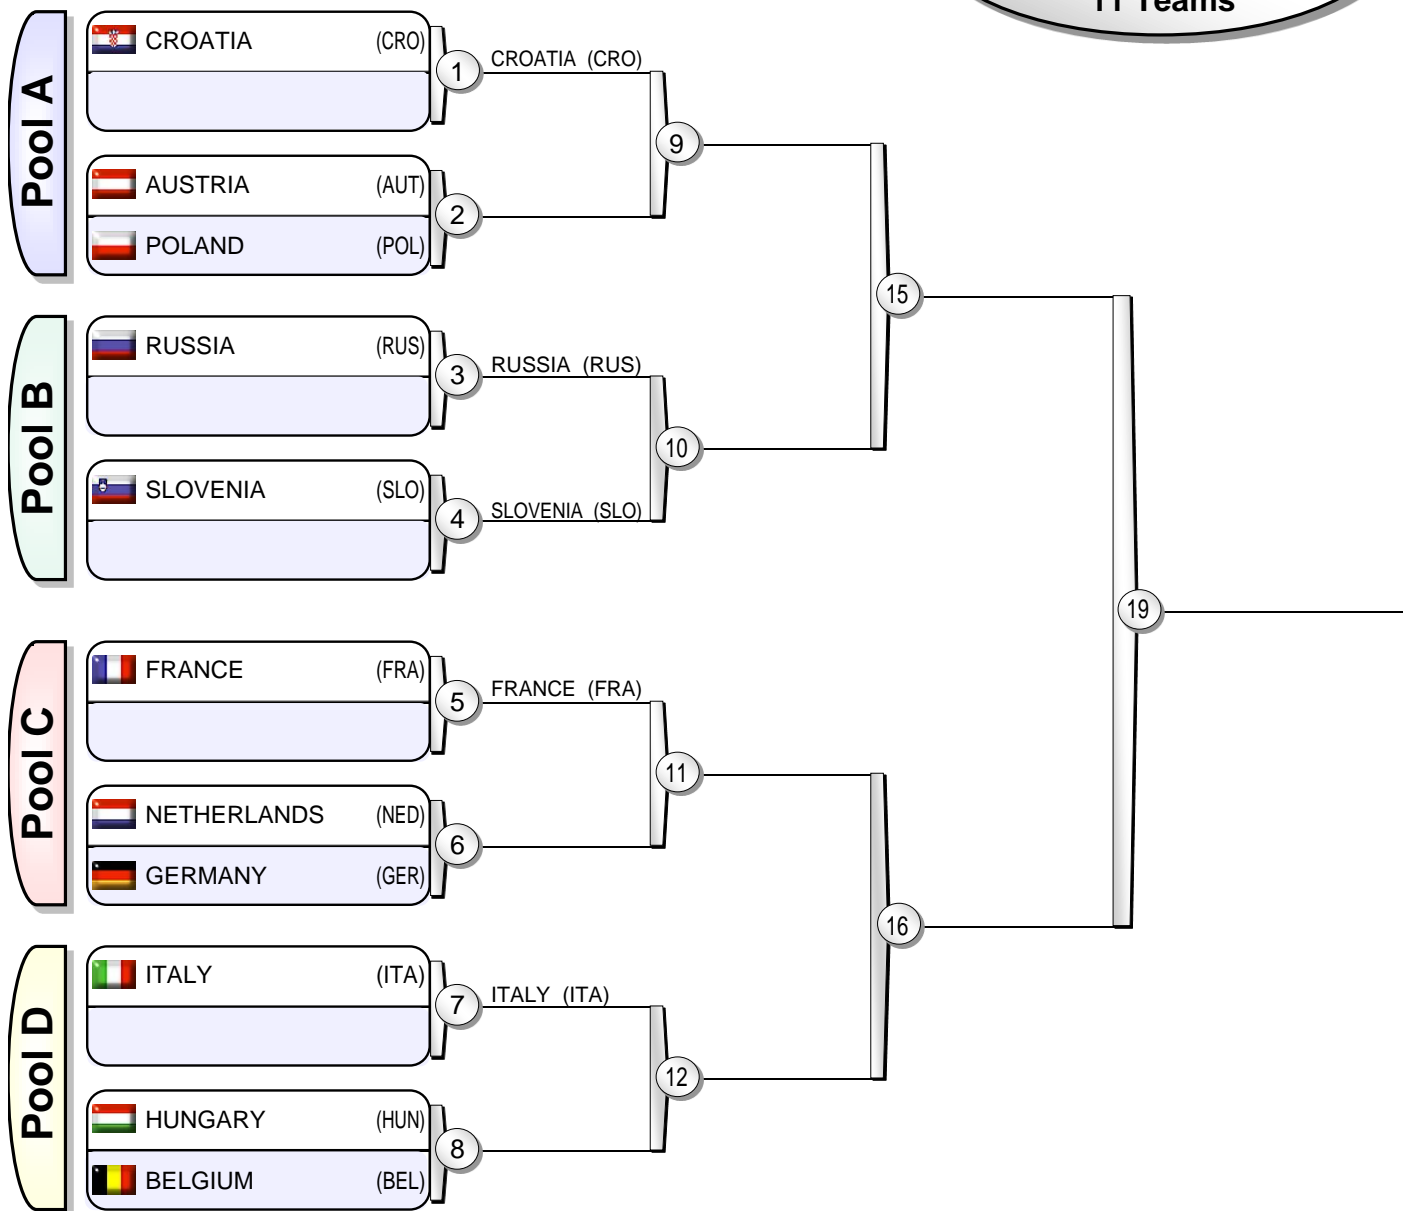 11 Teams
Pool A
CROATIA (CRO)
1
CROATIA (CRO)
AUSTRIA (AUT)
2
POLAND (POL)
9
Pool B
RUSSIA (RUS)
3
RUSSIA (RUS)
SLOVENIA (SLO)
4
SLOVENIA (SLO)
10
15
Pool C
FRANCE (FRA)
5
FRANCE (FRA)
NETHERLANDS (NED)
6
GERMANY (GER)
11
Pool D
ITALY (ITA)
7
ITALY (ITA)
HUNGARY (HUN)
8
BELGIUM (BEL)
12
16
19